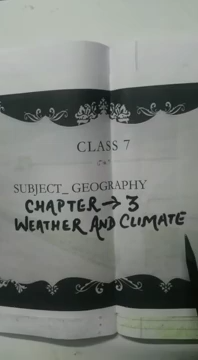 CLASS 7
SUBJECT_ GEOGRAPHY
CHAPTER → 3
WEATHER AND CLIMATE